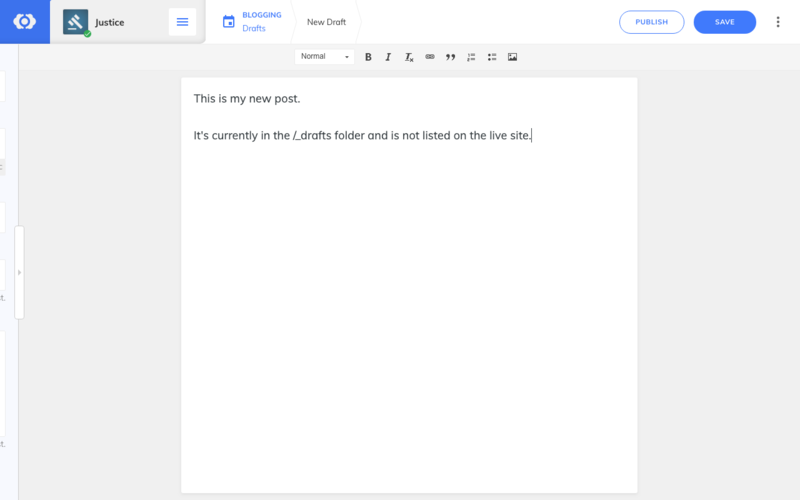 Justice
BLOGGING
Drafts
New Draft
PUBLISH
SAVE
Normal
This is my new post.
It's currently in the /_drafts folder and is not listed on the live site.
t.
t.